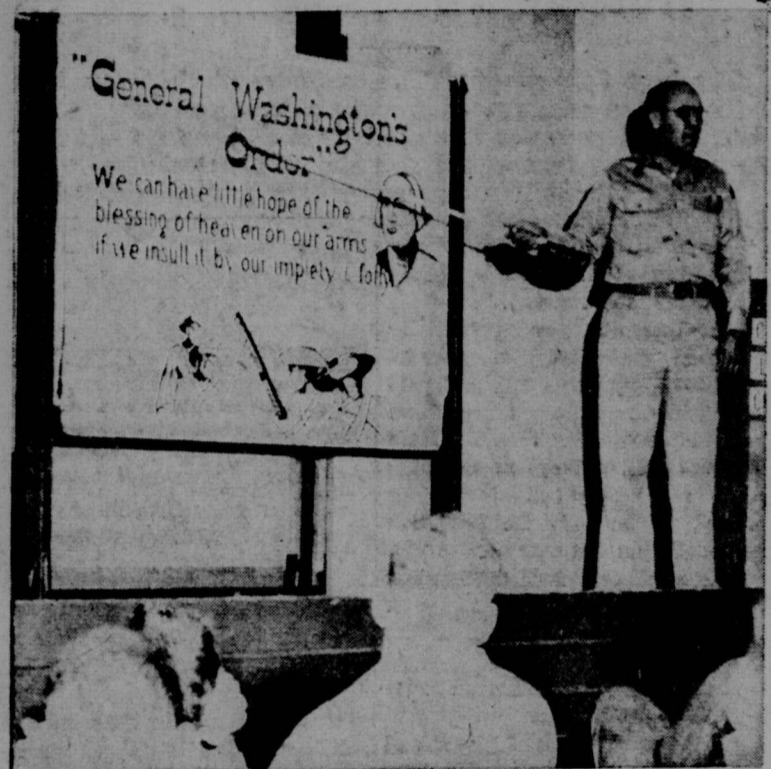 "General Washington's
Order"
We can have little hope of the
blessing of heaven on our arms
if we insult it by our impiety & folly